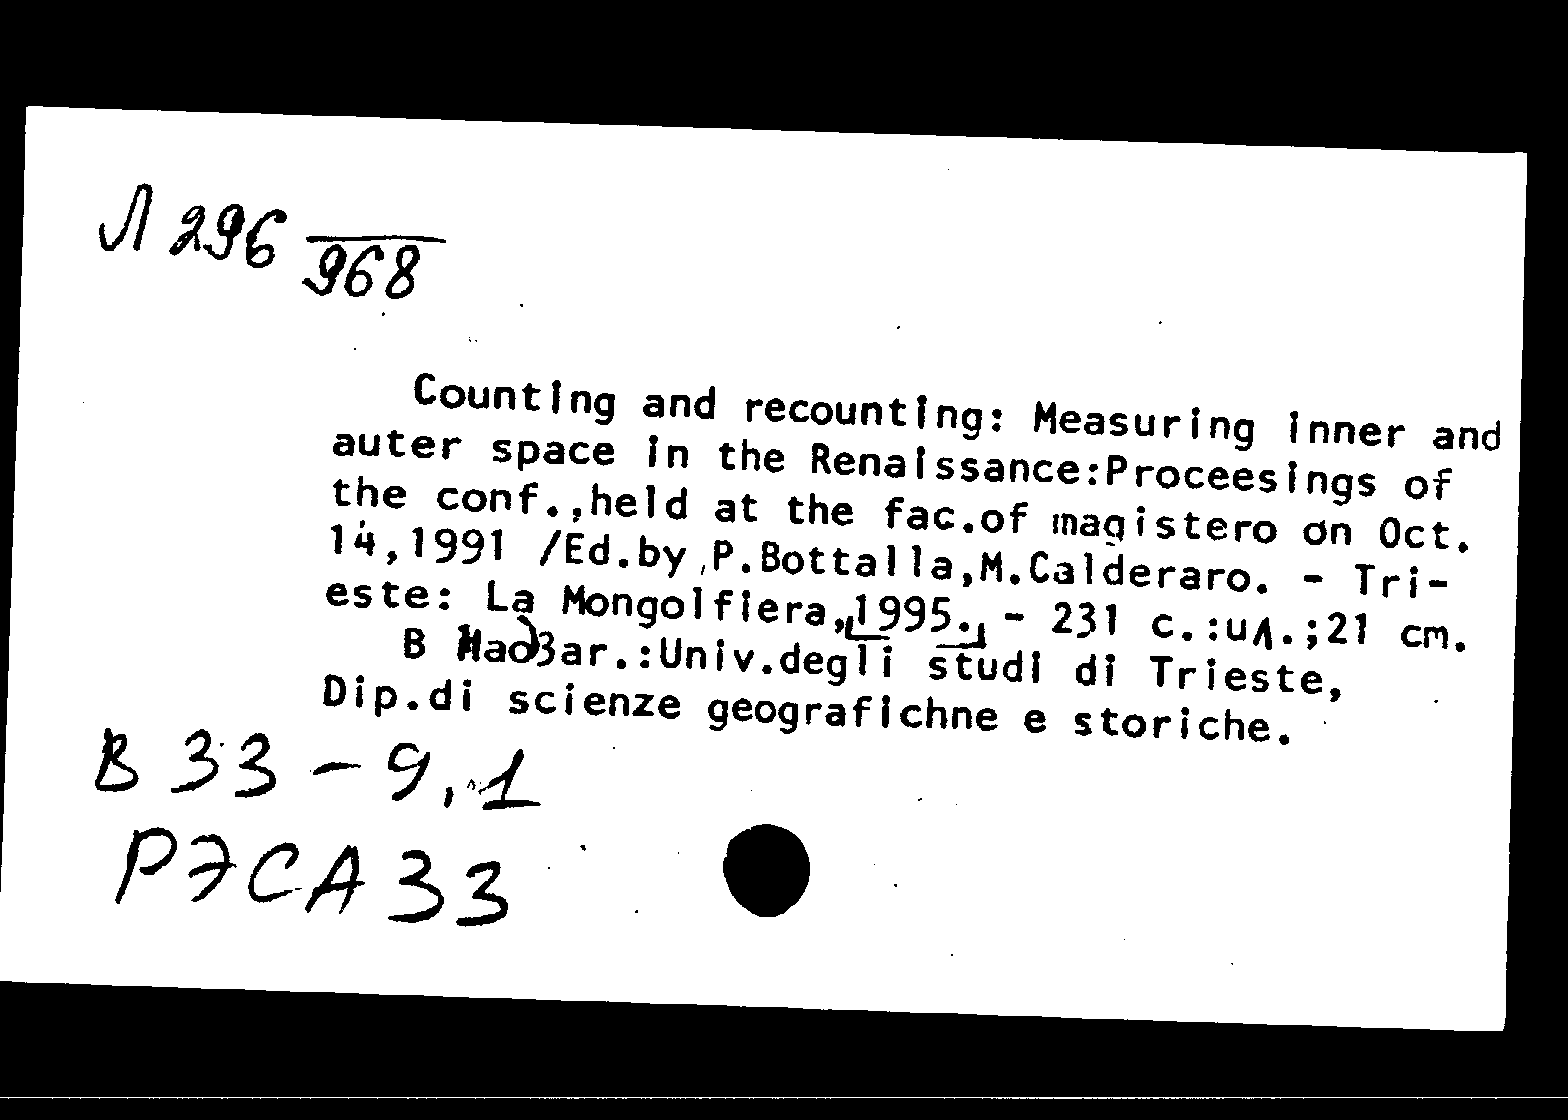 Л 296 968
Counting and recounting: Measuring inner and
auter space in the Renaissance:Proceesings of
the conf.,held at the fac.of magistero on Oct.
14,1991 /Ed.by P.Bottalla,M.Calderaro. - Tri-
este: La Mongolfiera,1995. - 231 с.:ил.;21 cm.
В Надзаг.:Univ.degli studi di Trieste,
Dip.di scienze geografichne e storiche.
В 33 - 9,1
РЭСА33